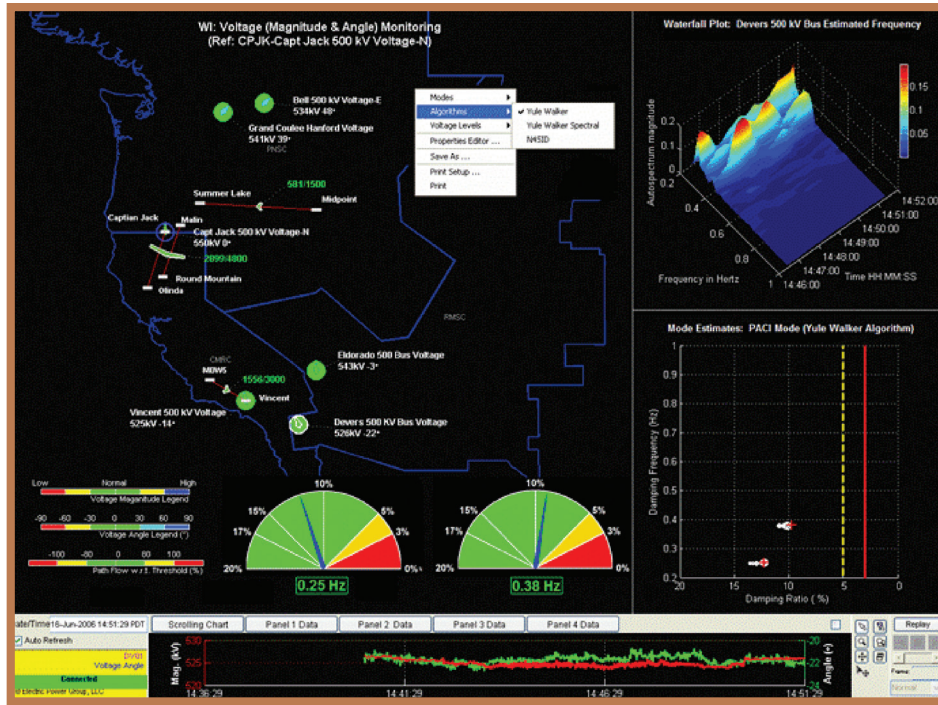 WI: Voltage (Magnitude & Angle) Monitoring
(Ref: CPJK-Capt Jack 500 kV Voltage-N)
Bell 500 kV Voltage-E
534kV 48°
Grand Coulee Hanford Voltage
541kV 39°
PNSC
581/1500
Summer Lake
Midpoint
Captian Jack
Malin
Capt Jack 500 kV Voltage-N
550kV 0°
2899/4800
Round Mountain
Olinda
RMSC
Eldorado 500 Bus Voltage
543kV -3°
CMRC
MDW5
1556/3000
Vincent
Vincent 500 kV Voltage
525kV -14°
Devers 500 KV Bus Voltage
526kV -22°
Modes
Algorithms
Voltage Levels
Properties Editor ...
Save As ...
Print Setup ...
Print
Yule Walker
Yule Walker Spectral
N4SID
Low Normal High
Voltage Magnitude Legend
-90 -60 -30 0 30 60 90
Voltage Angle Legend (°)
-100 -60 60 100
Path Flow w.r.t. Threshold (%)
20% 17% 15% 10% 5% 3% 0%
0.25 Hz
20% 17% 15% 10% 5% 3% 0%
0.38 Hz
Waterfall Plot: Devers 500 kV Bus Estimated Frequency
Autospectrum magnitude
0.2
0.15
0.1
0.05
0
0.2
0.4
0.6
0.8
1
Frequency in Hertz
14:46:00
14:47:00
14:48:00
14:49:00
14:50:00
14:51:00
14:52:00
Time HH:MM:SS
0.15
0.1
0.05
Mode Estimates: PACI Mode (Yule Walker Algorithm)
Damping Frequency (Hz)
1
0.9
0.8
0.7
0.6
0.5
0.4
0.3
0.2
20 15 10 5 0
Damping Ratio ( %)
ate/Time 16-Jun-2006 14:51:29 PDT
Auto Refresh
DV01
Voltage Angle
Connected
Electric Power Group, LLC
Scrolling Chart
Panel 1 Data
Panel 2 Data
Panel 3 Data
Panel 4 Data
Mag. (kV)
530
525
520
14:36:29 14:41:29 14:46:29 14:51:29
-20
-22
-24
Angle (°)
Replay
Normal